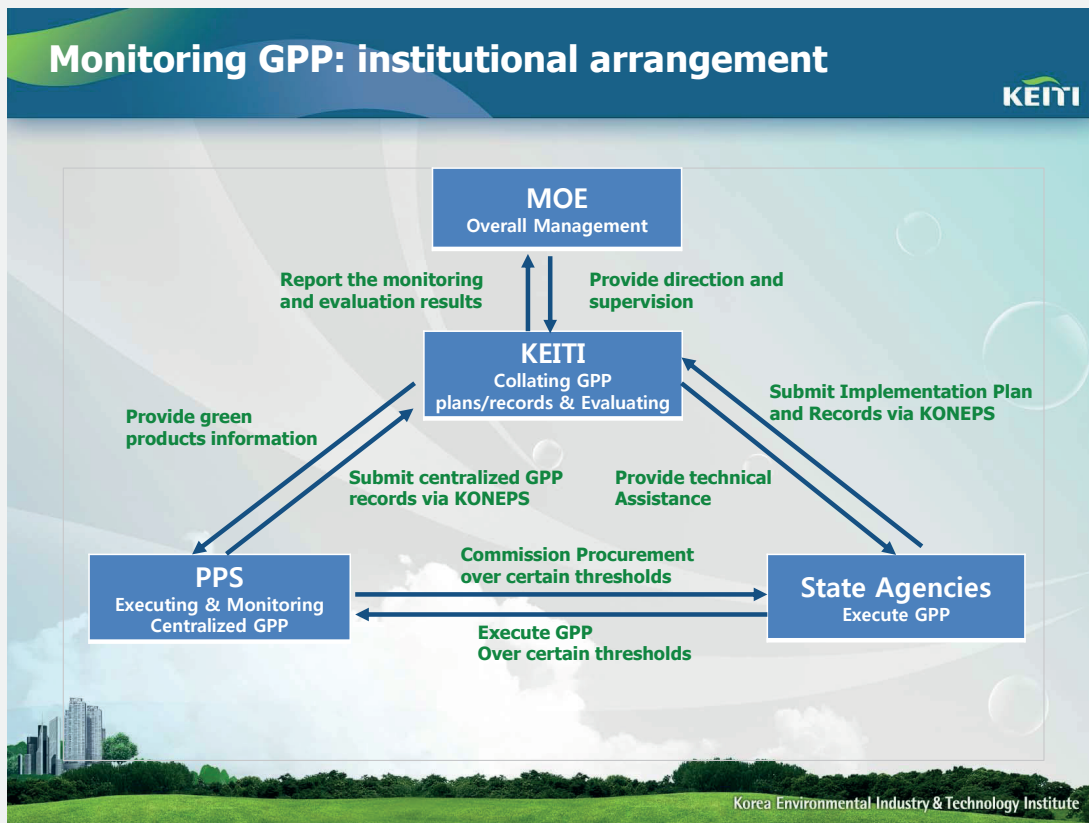 Monitoring GPP: institutional arrangement
KEITI
MOE
Overall Management
Report the monitoring
and evaluation results
Provide direction and
supervision
KEITI
Collating GPP
plans/records & Evaluating
Submit Implementation Plan
and Records via KONEPS
Provide green
products information
Submit centralized GPP
records via KONEPS
Provide technical
Assistance
PPS
Executing & Monitoring
Centralized GPP
Commission Procurement
over certain thresholds
State Agencies
Execute GPP
Execute GPP
Over certain thresholds
Korea Environmental Industry & Technology Institute